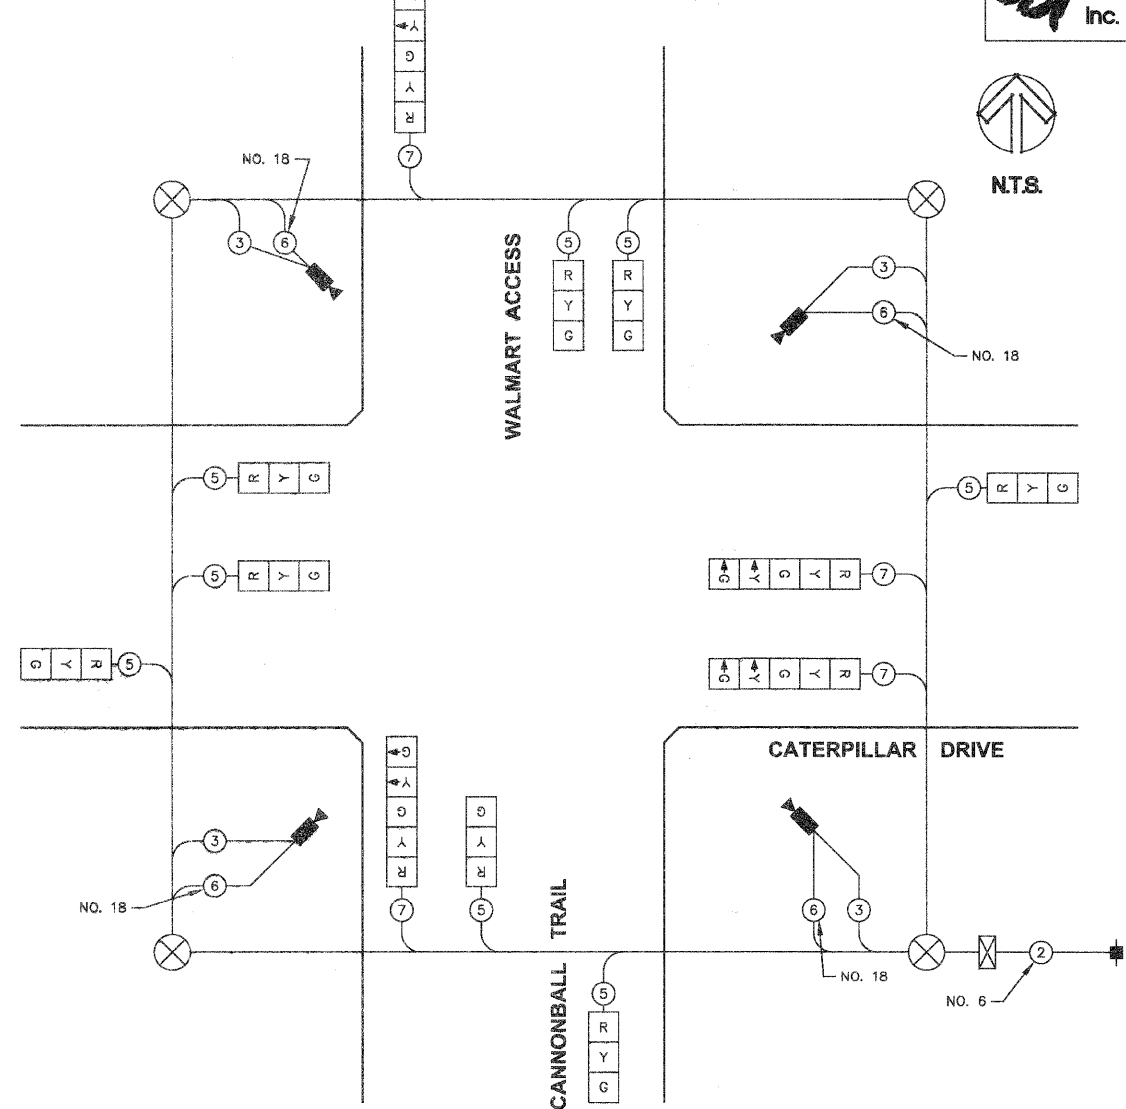 Inc.
Y
G
Y
R
7
NO. 18
N.T.S.
3
6
5
5
3
R
R
Y
Y
G
G
6
NO. 18
WALMART ACCESS
5 R Y G
5 R Y G
G Y G Y R 7
5 R Y G
G Y R 5
G Y G Y R 7
CATERPILLAR DRIVE
G
Y
G
G
Y
Y
R
R
3
6
NO. 18
7
5
6
3
NO. 18
2
NO. 6
CANNONBALL TRAIL
5
R
Y
G